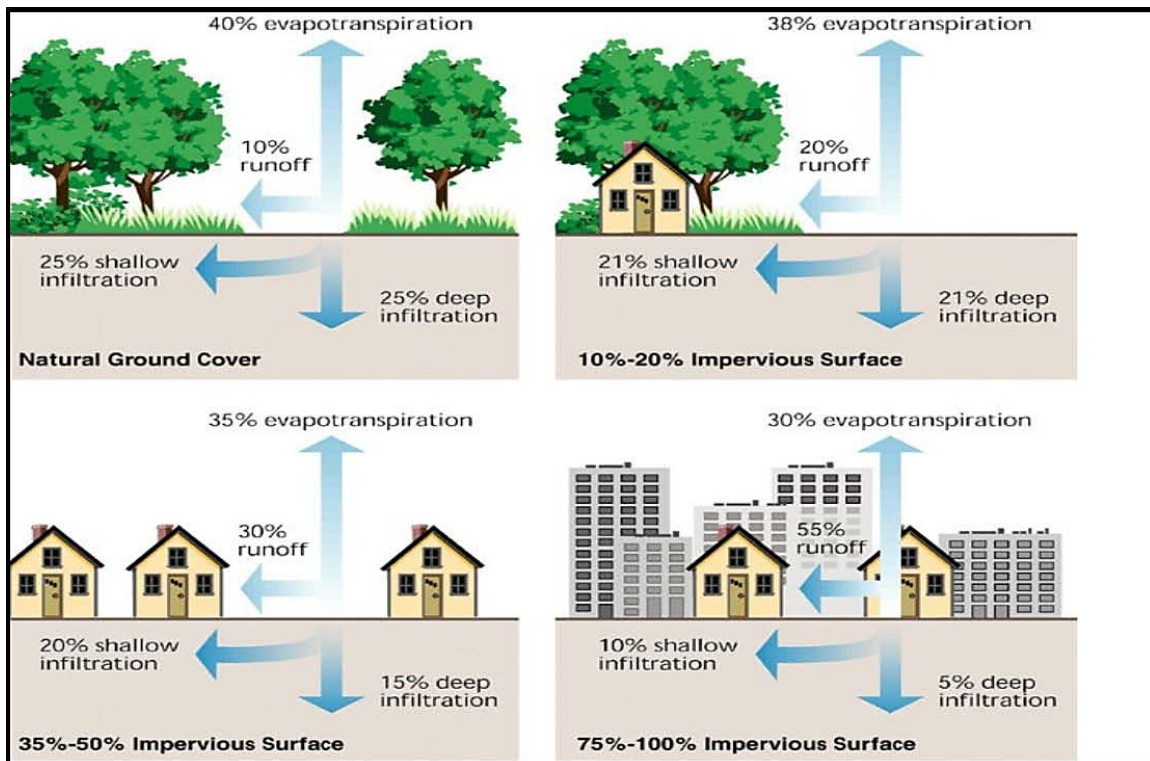 40% evapotranspiration
10%
runoff
25% shallow
infiltration
25% deep
infiltration
Natural Ground Cover
38% evapotranspiration
20%
runoff
21% shallow
infiltration
21% deep
infiltration
10%-20% Impervious Surface
35% evapotranspiration
30%
runoff
20% shallow
infiltration
15% deep
infiltration
35%-50% Impervious Surface
30% evapotranspiration
55%
runoff
10% shallow
infiltration
5% deep
infiltration
75%-100% Impervious Surface